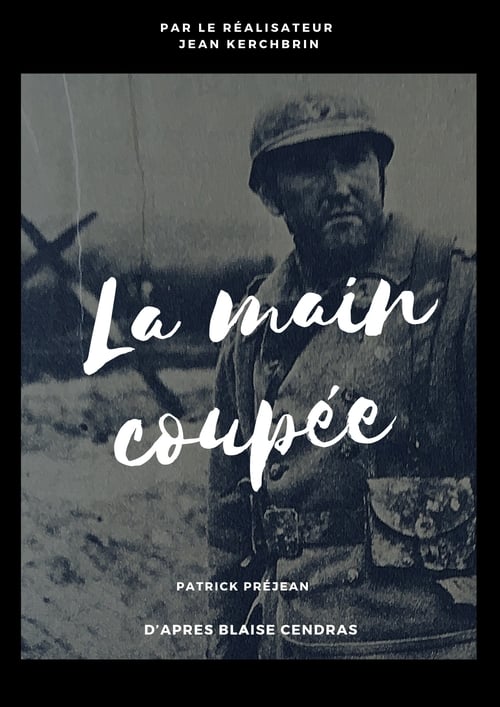 PAR LE RÉALISATEUR
JEAN KERCHBRIN
La main
coupée
PATRICK PRÉJEAN
D'APRES BLAISE CENDRAS